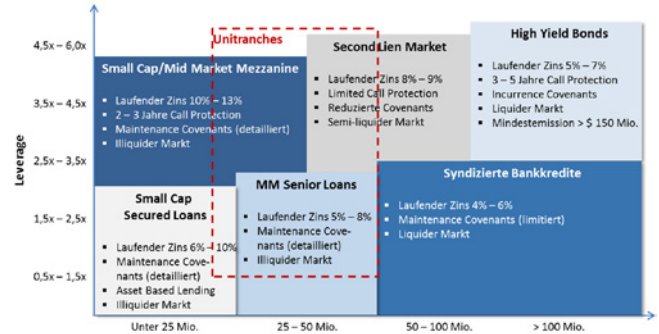 Leverage
4,5x – 6,0x
3,5x – 4,5x
2,5x – 3,5x
1,5x – 2,5x
0,5x – 1,5x
Unitranches
Small Cap/Mid Market Mezzanine
▪ Laufender Zins 10% – 13%
▪ 2 – 3 Jahre Call Protection
▪ Maintenance Covenants (detailliert)
▪ Illiquider Markt
Second Lien Market
▪ Laufender Zins 8% – 9%
▪ Limited Call Protection
▪ Reduzierte Covenants
▪ Semi-liquider Markt
High Yield Bonds
▪ Laufender Zins 5% – 7%
▪ 3 – 5 Jahre Call Protection
▪ Incurrence Covenants
▪ Liquider Markt
▪ Mindestemission > $ 150 Mio.
Small Cap
Secured Loans
▪ Laufender Zins 6% – 10%
▪ Maintenance Cove-
nants (detailliert)
▪ Asset Based Lending
▪ Illiquider Markt
MM Senior Loans
▪ Laufender Zins 5% – 8%
▪ Maintenance Cove-
nants (detailliert)
▪ Illiquider Markt
Syndizierte Bankkredite
▪ Laufender Zins 4% – 6%
▪ Maintenance Covenants (limitiert)
▪ Liquider Markt
Unter 25 Mio.
25 – 50 Mio.
50 – 100 Mio.
> 100 Mio.